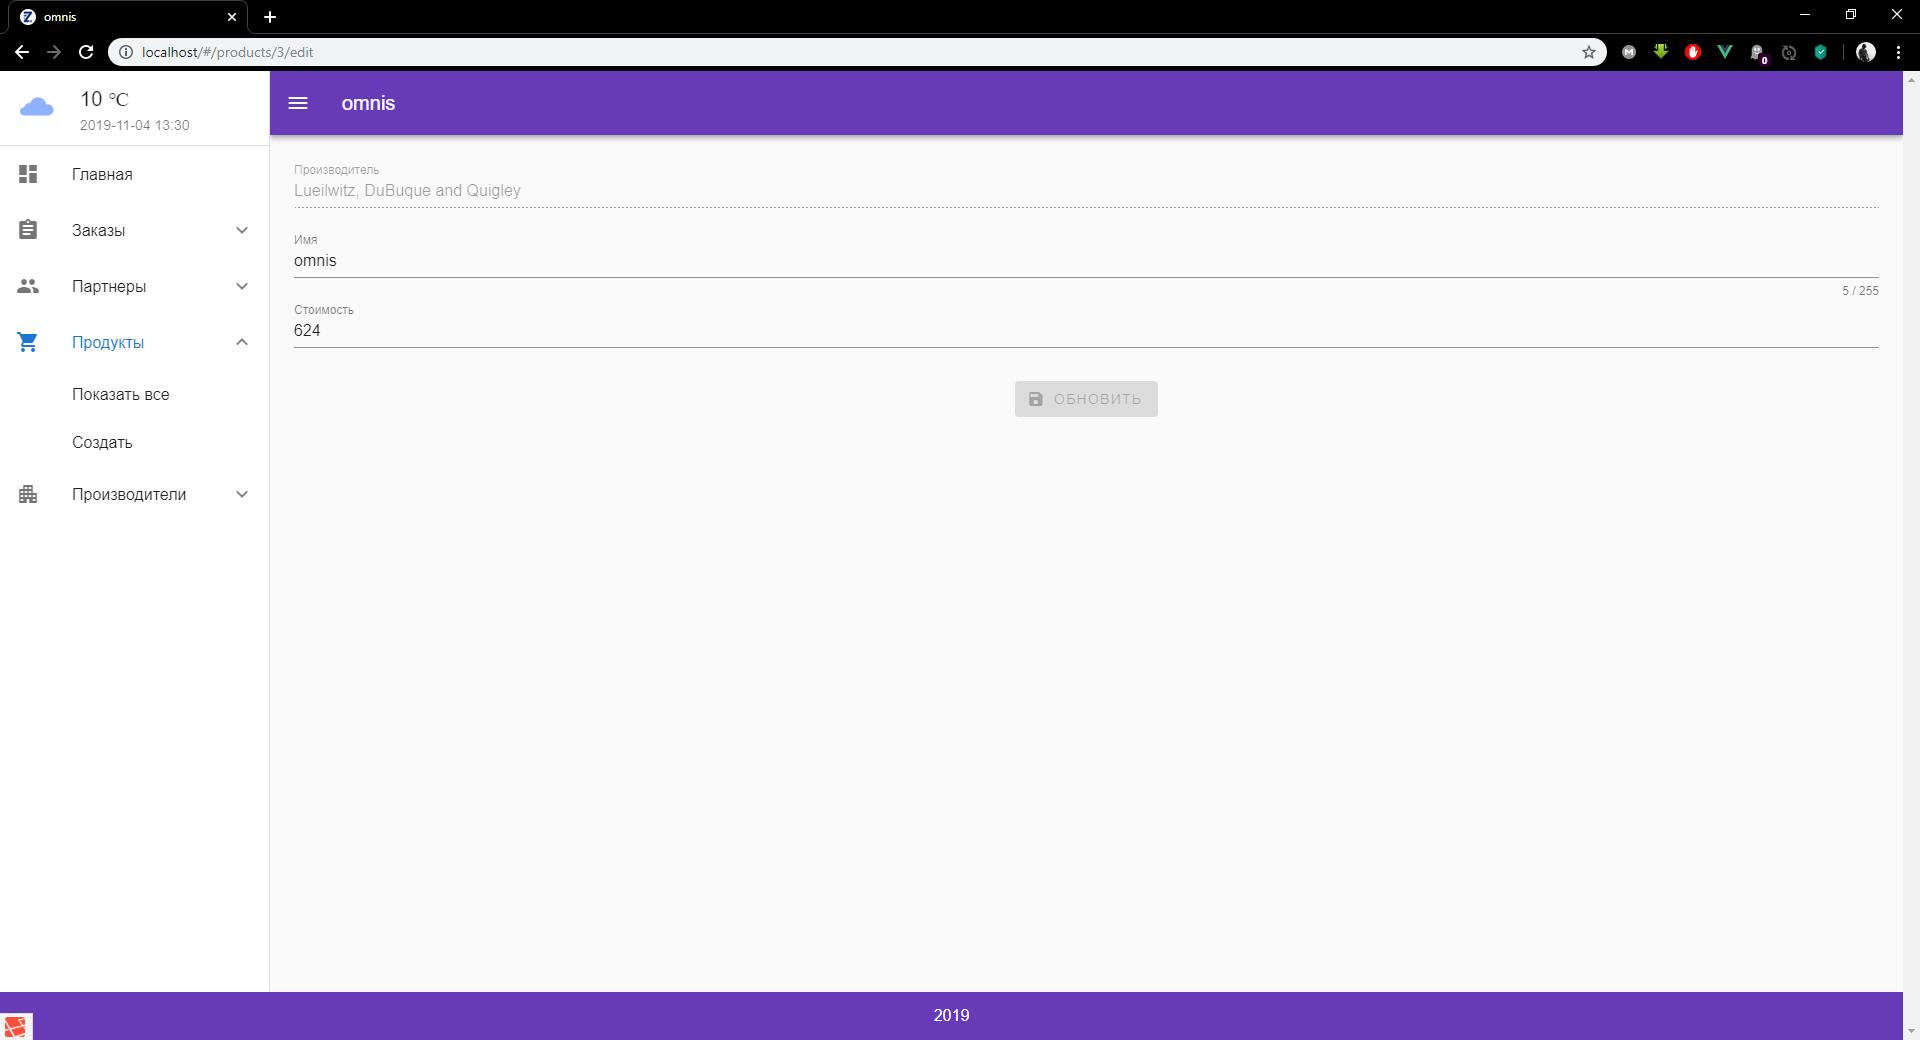 omnis
localhost/#/products/3/edit
0
10 °C
2019-11-04 13:30
omnis
Главная
Заказы
Партнеры
Продукты
Показать все
Создать
Производители
Производитель
Lueilwitz, DuBuque and Quigley
Имя
omnis
5 / 255
Стоимость
624
ОБНОВИТЬ
2019